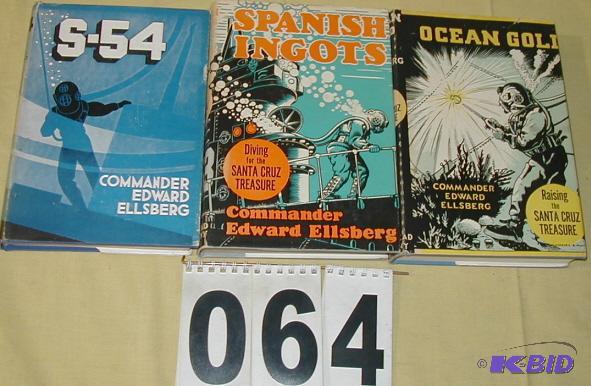 S-54
COMMANDER
EDWARD
ELLSBERG
SPANISH
INGOTS
Diving
for the
SANTA CRUZ
TREASURE
Commander
Edward Ellsberg
OCEAN GOLD
COMMANDER
EDWARD
ELLSBERG
Raising
the
SANTA CRUZ
TREASURE
064
© K-BID